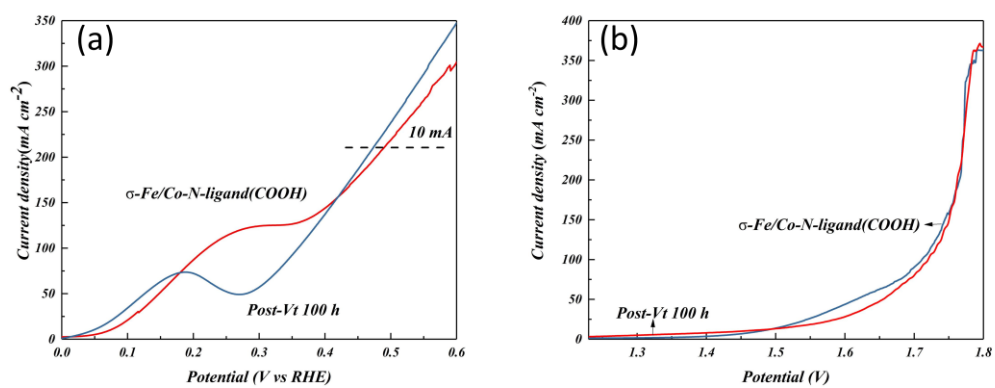 (a)
Current density(mA cm⁻²)
350
300
250
200
150
100
50
0
10 mA
σ-Fe/Co-N-ligand(COOH)
Post-Vt 100 h
0.0 0.1 0.2 0.3 0.4 0.5 0.6
Potential (V vs RHE)
(b)
Current density (mA cm⁻²)
400
350
300
250
200
150
100
50
0
σ-Fe/Co-N-ligand(COOH)
Post-Vt 100 h
1.3 1.4 1.5 1.6 1.7 1.8
Potential (V)